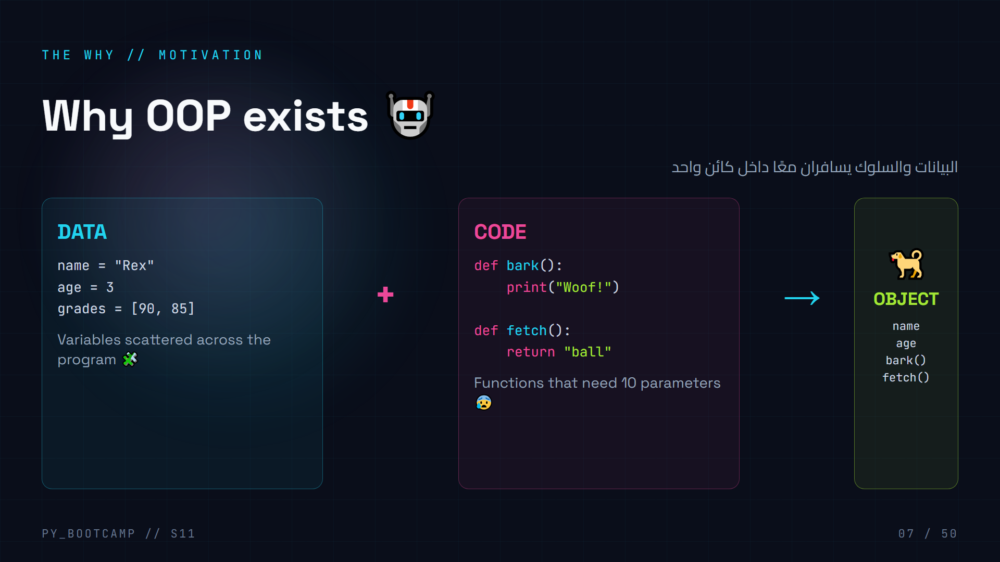 THE WHY // MOTIVATION
Why OOP exists
البيانات والسلوك يسافران معًا داخل كائن واحد
DATA
name = "Rex"
age = 3
grades = [90, 85]
Variables scattered across the
program
+
CODE
def bark():
    print("Woof!")
def fetch():
    return "ball"
Functions that need 10 parameters
→
OBJECT
name
age
bark()
fetch()
PY_BOOTCAMP // S11
07 / 50